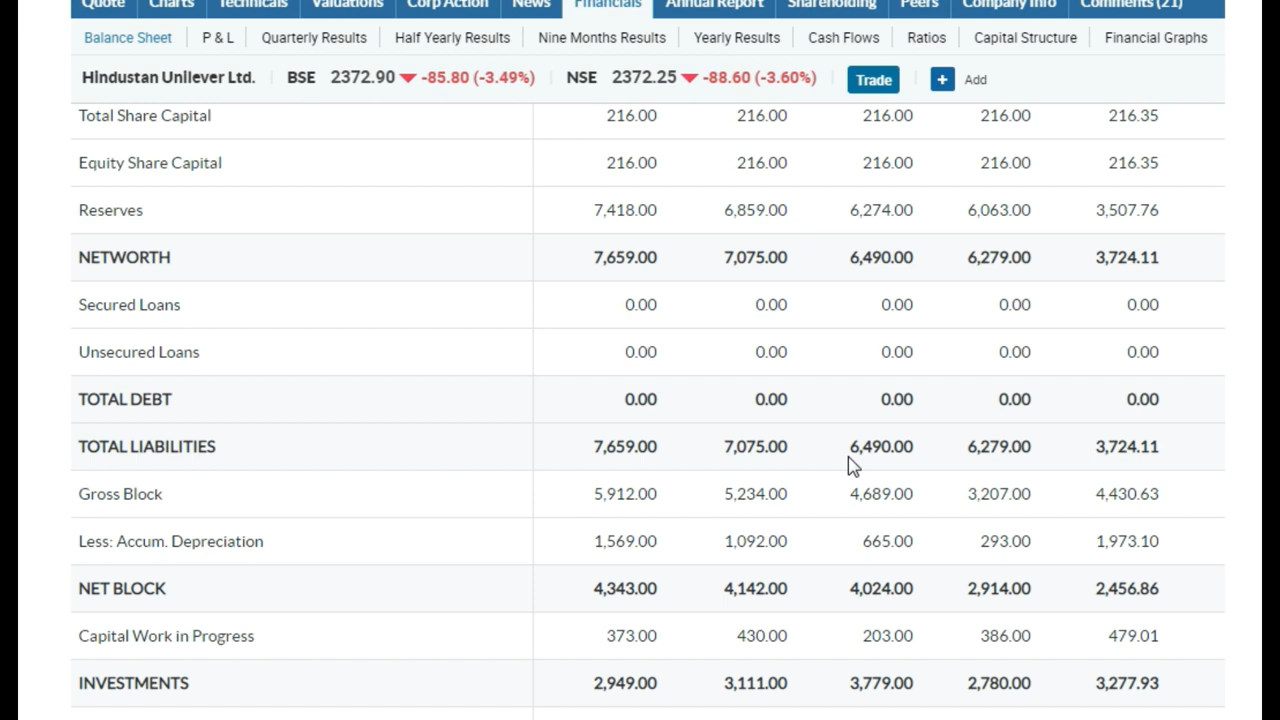 Quote Charts Technicals Valuations Corp Action News Financials Annual Report Shareholding Peers Company Info Comments (21)
Balance Sheet P & L Quarterly Results Half Yearly Results Nine Months Results Yearly Results Cash Flows Ratios Capital Structure Financial Graphs
Hindustan Unilever Ltd. BSE 2372.90 -85.80 (-3.49%) NSE 2372.25 -88.60 (-3.60%) Trade + Add
Total Share Capital 216.00 216.00 216.00 216.00 216.35
Equity Share Capital 216.00 216.00 216.00 216.00 216.35
Reserves 7,418.00 6,859.00 6,274.00 6,063.00 3,507.76
NETWORTH 7,659.00 7,075.00 6,490.00 6,279.00 3,724.11
Secured Loans 0.00 0.00 0.00 0.00 0.00
Unsecured Loans 0.00 0.00 0.00 0.00 0.00
TOTAL DEBT 0.00 0.00 0.00 0.00 0.00
TOTAL LIABILITIES 7,659.00 7,075.00 6,490.00 6,279.00 3,724.11
Gross Block 5,912.00 5,234.00 4,689.00 3,207.00 4,430.63
Less: Accum. Depreciation 1,569.00 1,092.00 665.00 293.00 1,973.10
NET BLOCK 4,343.00 4,142.00 4,024.00 2,914.00 2,456.86
Capital Work in Progress 373.00 430.00 203.00 386.00 479.01
INVESTMENTS 2,949.00 3,111.00 3,779.00 2,780.00 3,277.93